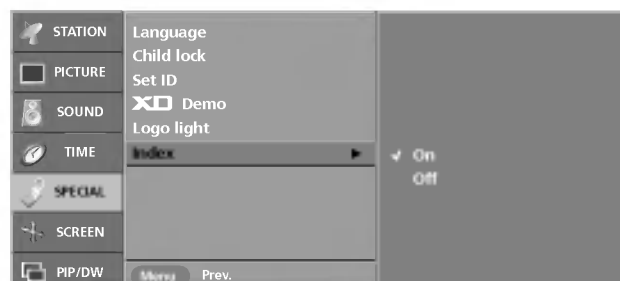 STATION
PICTURE
SOUND
TIME
SPECIAL
SCREEN
PIP/DW
Language
Child lock
Set ID
XD Demo
Logo light
Index
Menu Prev.
On
Off